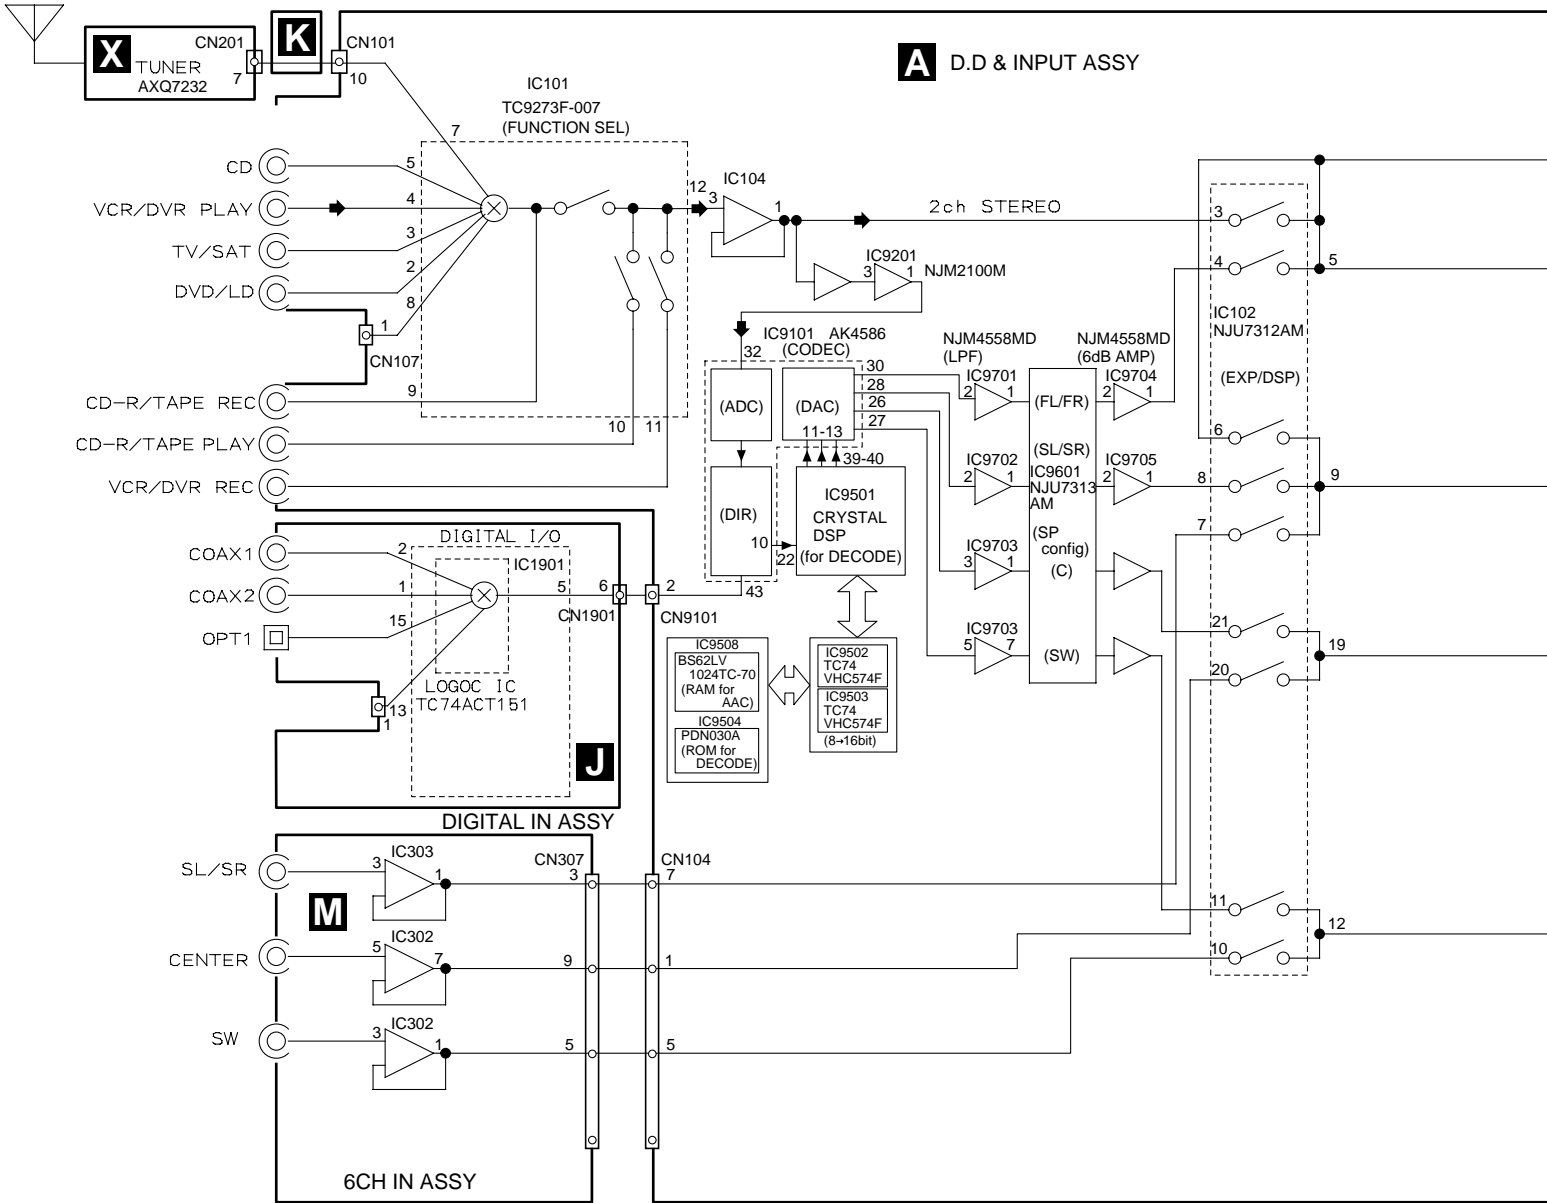 X
TUNER
AXQ7232
CN201
7
K
CN101
10
A D.D & INPUT ASSY
IC101
TC9273F-007
(FUNCTION SEL)
7
CD
5
VCR/DVR PLAY
4
TV/SAT
3
DVD/LD
2
8
1
CN107
CD-R/TAPE REC
9
CD-R/TAPE PLAY
10
11
VCR/DVR REC
12
3
IC104
1
2ch STEREO
IC9201
3
1
NJM2100M
IC9101 AK4586
(CODEC)
32
(ADC)
(DAC)
11-13
30
28
26
27
39-40
(DIR)
10
22
43
IC9501
CRYSTAL
DSP
(for DECODE)
NJM4558MD
(LPF)
IC9701
2
1
IC9702
2
1
IC9703
3
1
IC9703
5
7
(FL/FR)
(SL/SR)
IC9601
NJU7313
AM
(SP
config)
(C)
(SW)
NJM4558MD
(6dB AMP)
IC9704
2
1
IC9705
2
1
3
4
5
IC102
NJU7312AM
(EXP/DSP)
6
8
7
9
21
20
19
11
10
12
COAX1
2
COAX2
1
OPT1
15
DIGITAL I/O
IC1901
5
6
CN1901
2
CN9101
13
1
LOGOC IC
TC74ACT151
J
DIGITAL IN ASSY
IC9508
BS62LV
1024TC-70
(RAM for
AAC)
IC9504
PDN030A
(ROM for
DECODE)
IC9502
TC74
VHC574F
IC9503
TC74
VHC574F
(8→16bit)
SL/SR
3
IC303
1
CN307
3
CN104
7
M
CENTER
5
IC302
7
9
1
SW
3
IC302
1
5
5
6CH IN ASSY